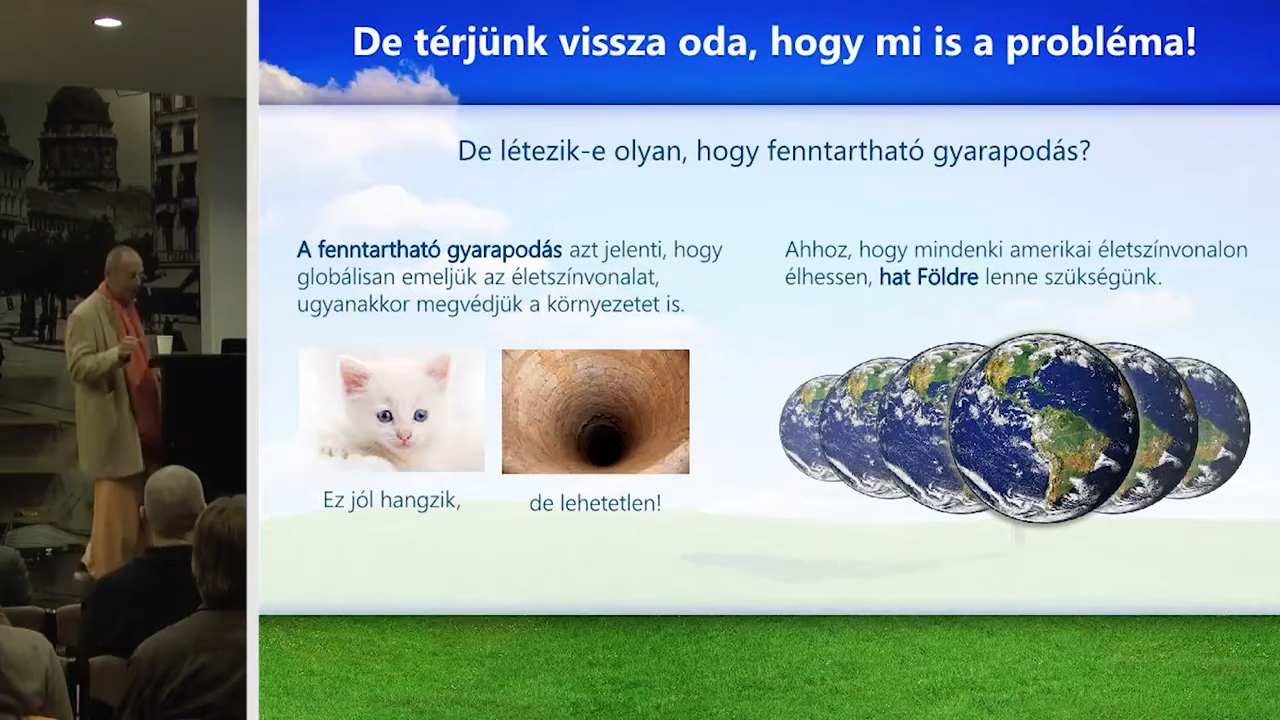 De térjünk vissza oda, hogy mi is a probléma!
De létezik-e olyan, hogy fenntartható gyarapodás?
A fenntartható gyarapodás azt jelenti, hogy
globálisan emeljük az életszínvonalat,
ugyanakkor megvédjük a környezetet is.
Ez jól hangzik,
de lehetetlen!
Ahhoz, hogy mindenki amerikai életszínvonalon
élhessen, hat Földre lenne szükségünk.